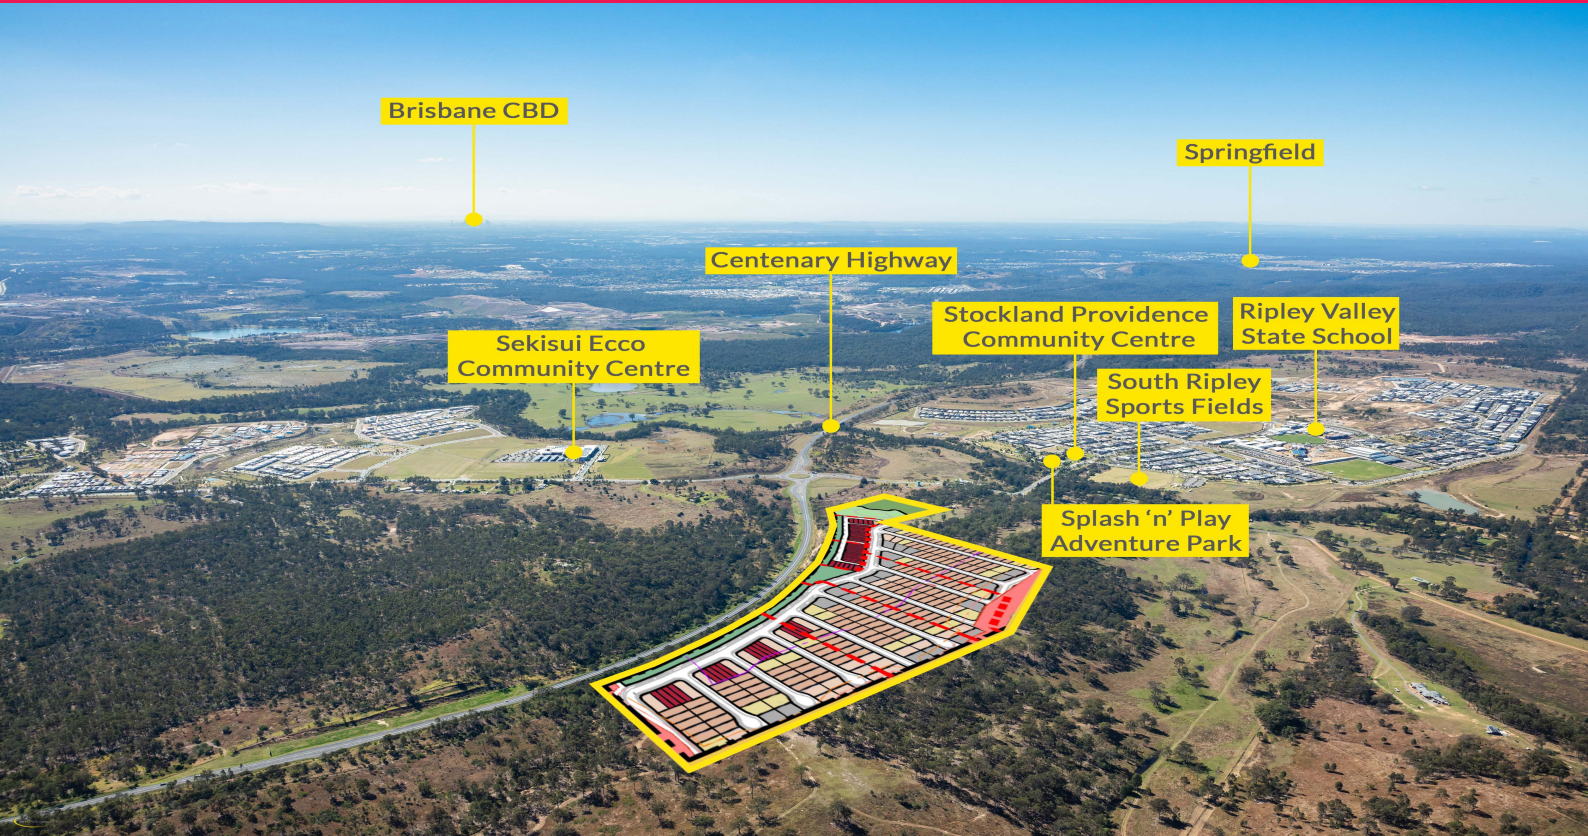 Brisbane CBD
Springfield
Centenary Highway
Stockland Providence
Community Centre
Ripley Valley
State School
Sekisui Ecco
Community Centre
South Ripley
Sports Fields
Splash ‘n’ Play
Adventure Park